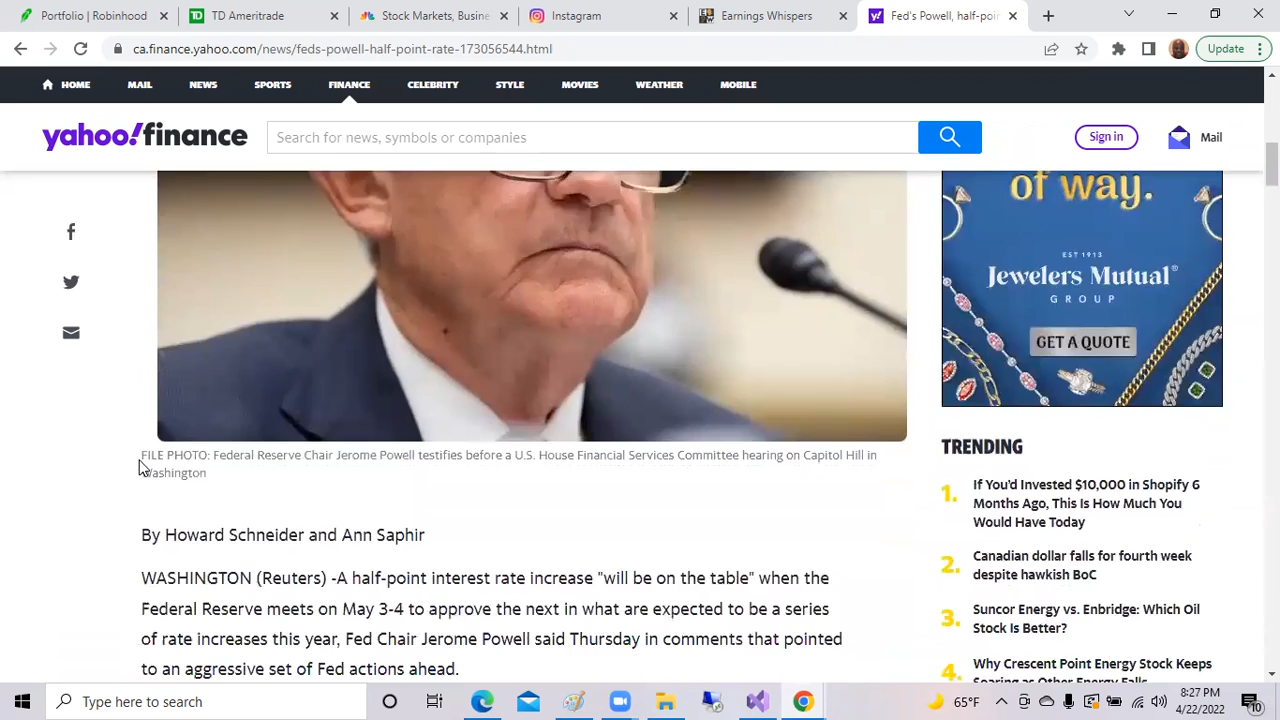 Portfolio | Robinhood
TD Ameritrade
Stock Markets, Busine
Instagram
Earnings Whispers
Fed's Powell, half-poi
ca.finance.yahoo.com/news/feds-powell-half-point-rate-173056544.html
Update
HOME MAIL NEWS SPORTS FINANCE CELEBRITY STYLE MOVIES WEATHER MOBILE
yahoo!finance
Search for news, symbols or companies
Sign in
Mail
of way.
EST 1913
Jewelers Mutual®
GROUP
GET A QUOTE
FILE PHOTO: Federal Reserve Chair Jerome Powell testifies before a U.S. House Financial Services Committee hearing on Capitol Hill in
Washington
By Howard Schneider and Ann Saphir
WASHINGTON (Reuters) -A half-point interest rate increase "will be on the table" when the
Federal Reserve meets on May 3-4 to approve the next in what are expected to be a series
of rate increases this year, Fed Chair Jerome Powell said Thursday in comments that pointed
to an aggressive set of Fed actions ahead.
TRENDING
1. If You'd Invested $10,000 in Shopify 6
Months Ago, This Is How Much You
Would Have Today
2. Canadian dollar falls for fourth week
despite hawkish BoC
3. Suncor Energy vs. Enbridge: Which Oil
Stock Is Better?
4. Why Crescent Point Energy Stock Keeps
Soaring as Other Energy Falls
Type here to search
65°F
8:27 PM
4/22/2022
10